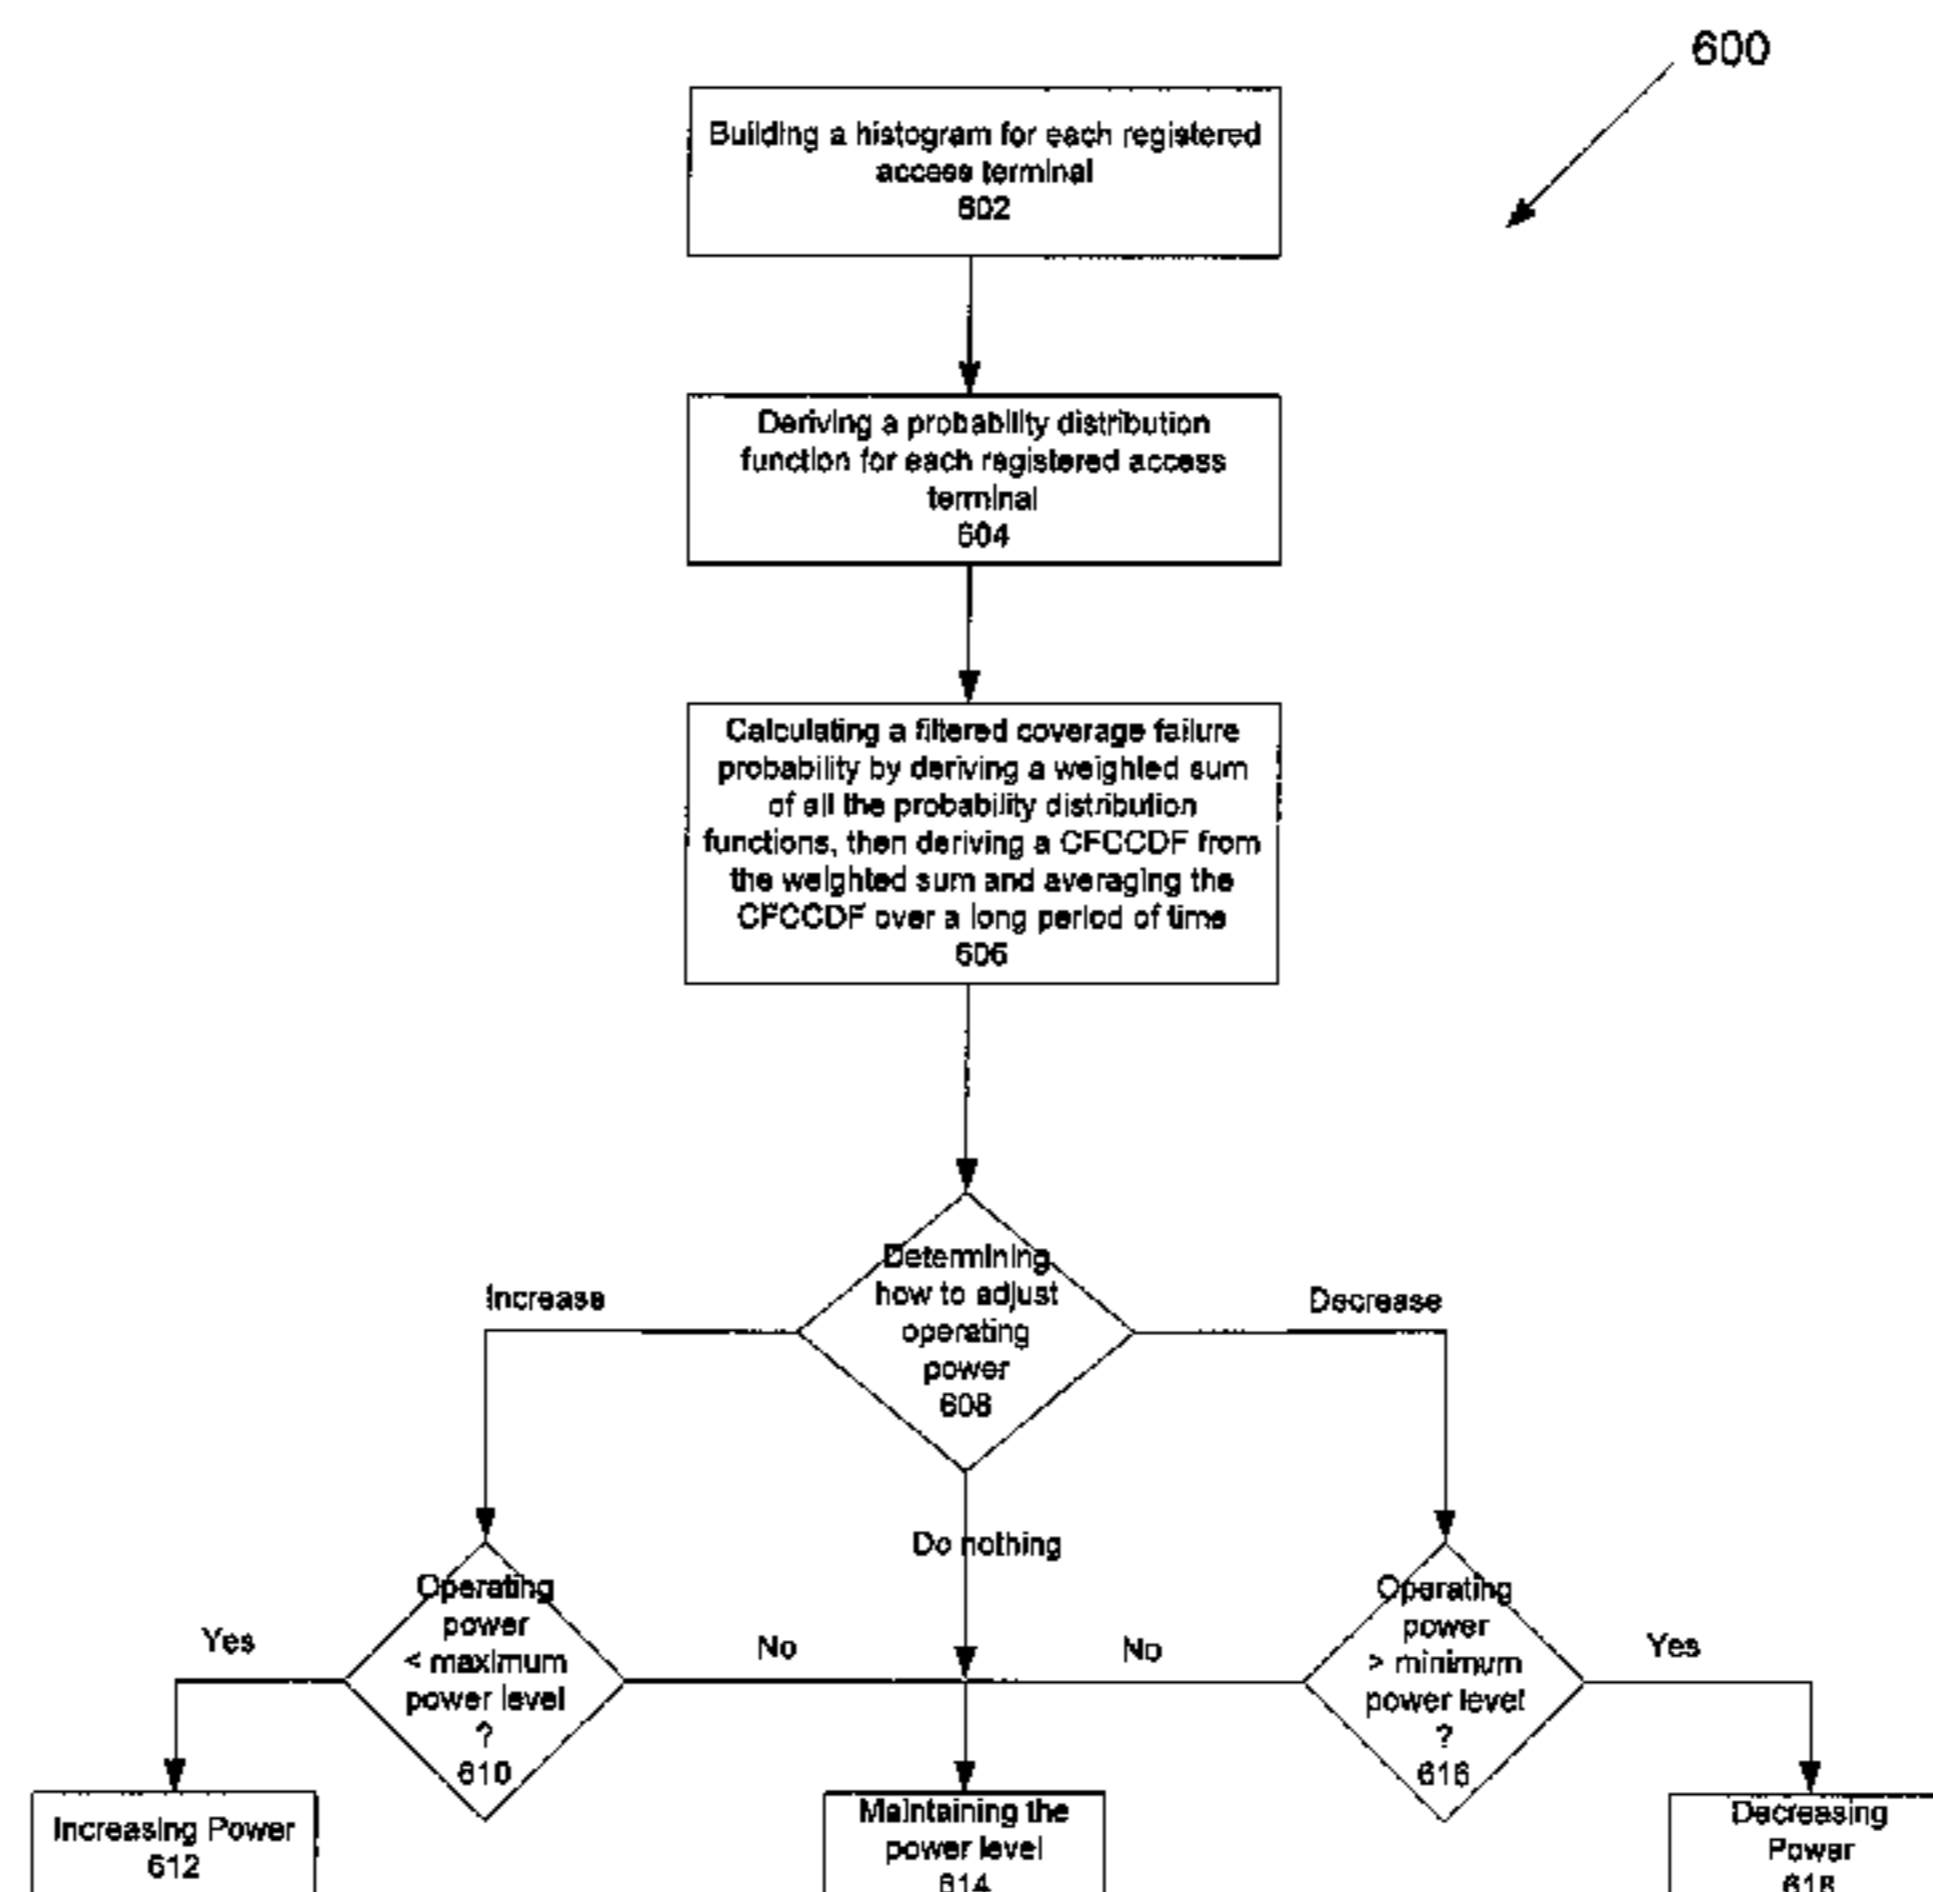 600
Building a histogram for each registered
access terminal
602
Deriving a probability distribution
function for each registered access
terminal
604
Calculating a filtered coverage failure
probability by deriving a weighted sum
of all the probability distribution
functions, then deriving a CFCCDF from
the weighted sum and averaging the
CFCCDF over a long period of time
606
Determining
how to adjust
operating
power
608
Increase
Decrease
Do nothing
Operating
power
< maximum
power level
?
610
Yes
No
No
Operating
power
> minimum
power level
?
616
Yes
Increasing Power
612
Maintaining the
power level
614
Decreasing
Power
618